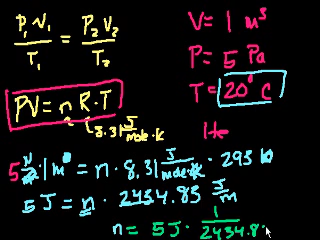 P₁V₁/T₁ = P₂V₂/T₂
V = 1 m³
P = 5 Pa
T = 20° C
PV = nR·T
8.31 J/mole·K
He
5 N/m² · 1 m³ = n · 8.31 J/mole·K · 293 K
5 J = n · 2434.83 J/m
n = 5 J · 1/2434.8